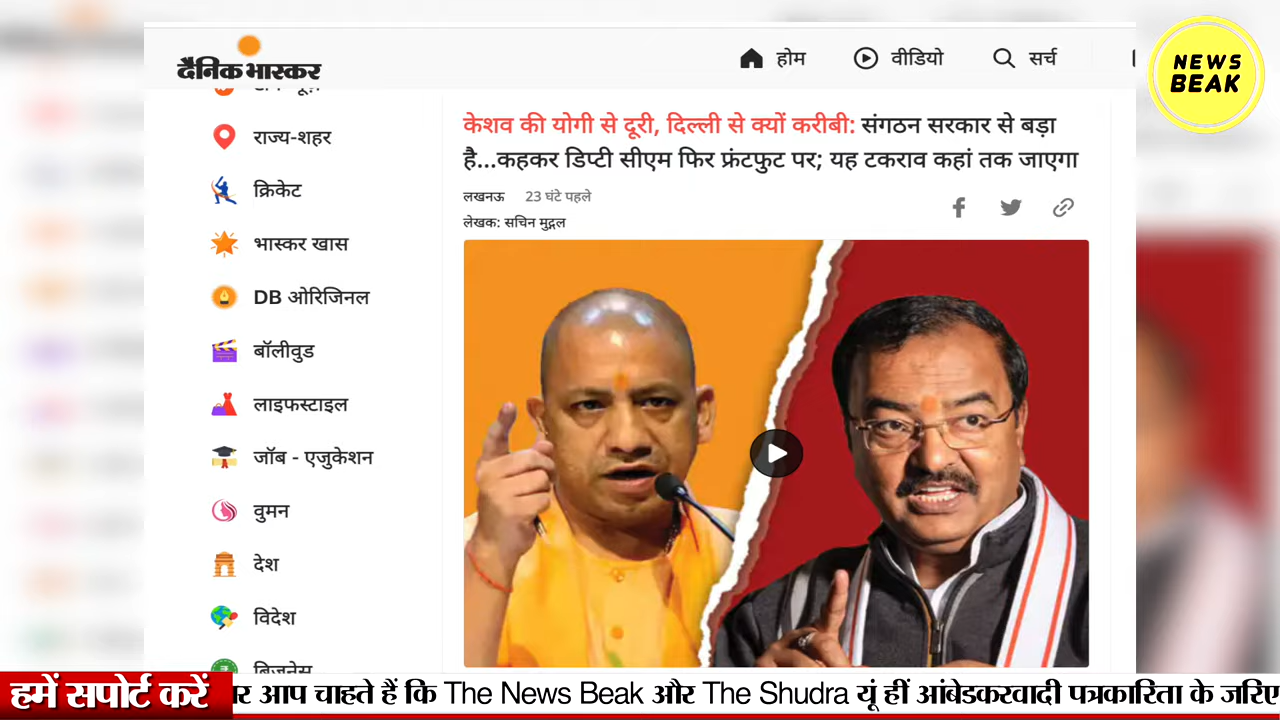 दैनिक भास्कर
होम
वीडियो
सर्च
NEWS
BEAK
राज्य-शहर
क्रिकेट
भास्कर खास
DB ओरिजिनल
बॉलीवुड
लाइफस्टाइल
जॉब - एजुकेशन
वुमन
देश
विदेश
बिजनेस
केशव की योगी से दूरी, दिल्ली से क्यों करीबी: संगठन सरकार से बड़ा
है...कहकर डिप्टी सीएम फिर फ्रंटफुट पर; यह टकराव कहां तक जाएगा
लखनऊ 23 घंटे पहले
लेखक: सचिन मुद्गल
हमें सपोर्ट करें
र आप चाहते हैं कि The News Beak और The Shudra यूं हीं आंबेडकरवादी पत्रकारिता के जरिए